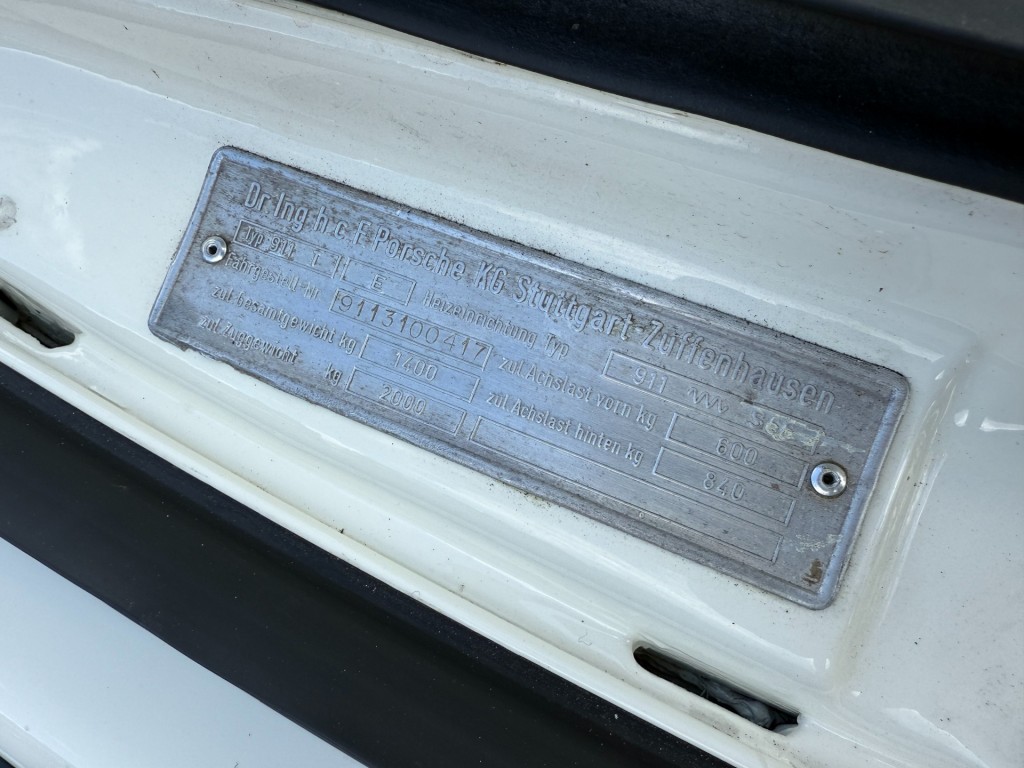 Dr Ing h c F Porsche KG Stuttgart-Zuffenhausen
Typ 911 E Heizeinrichtung Typ 911
Fahrgestell-Nr. 9113100417 zul Achslast vorn kg 600
zul Gesamtgewicht kg 1400 zul Achslast hinten kg 840
zul Zuggewicht kg 2000